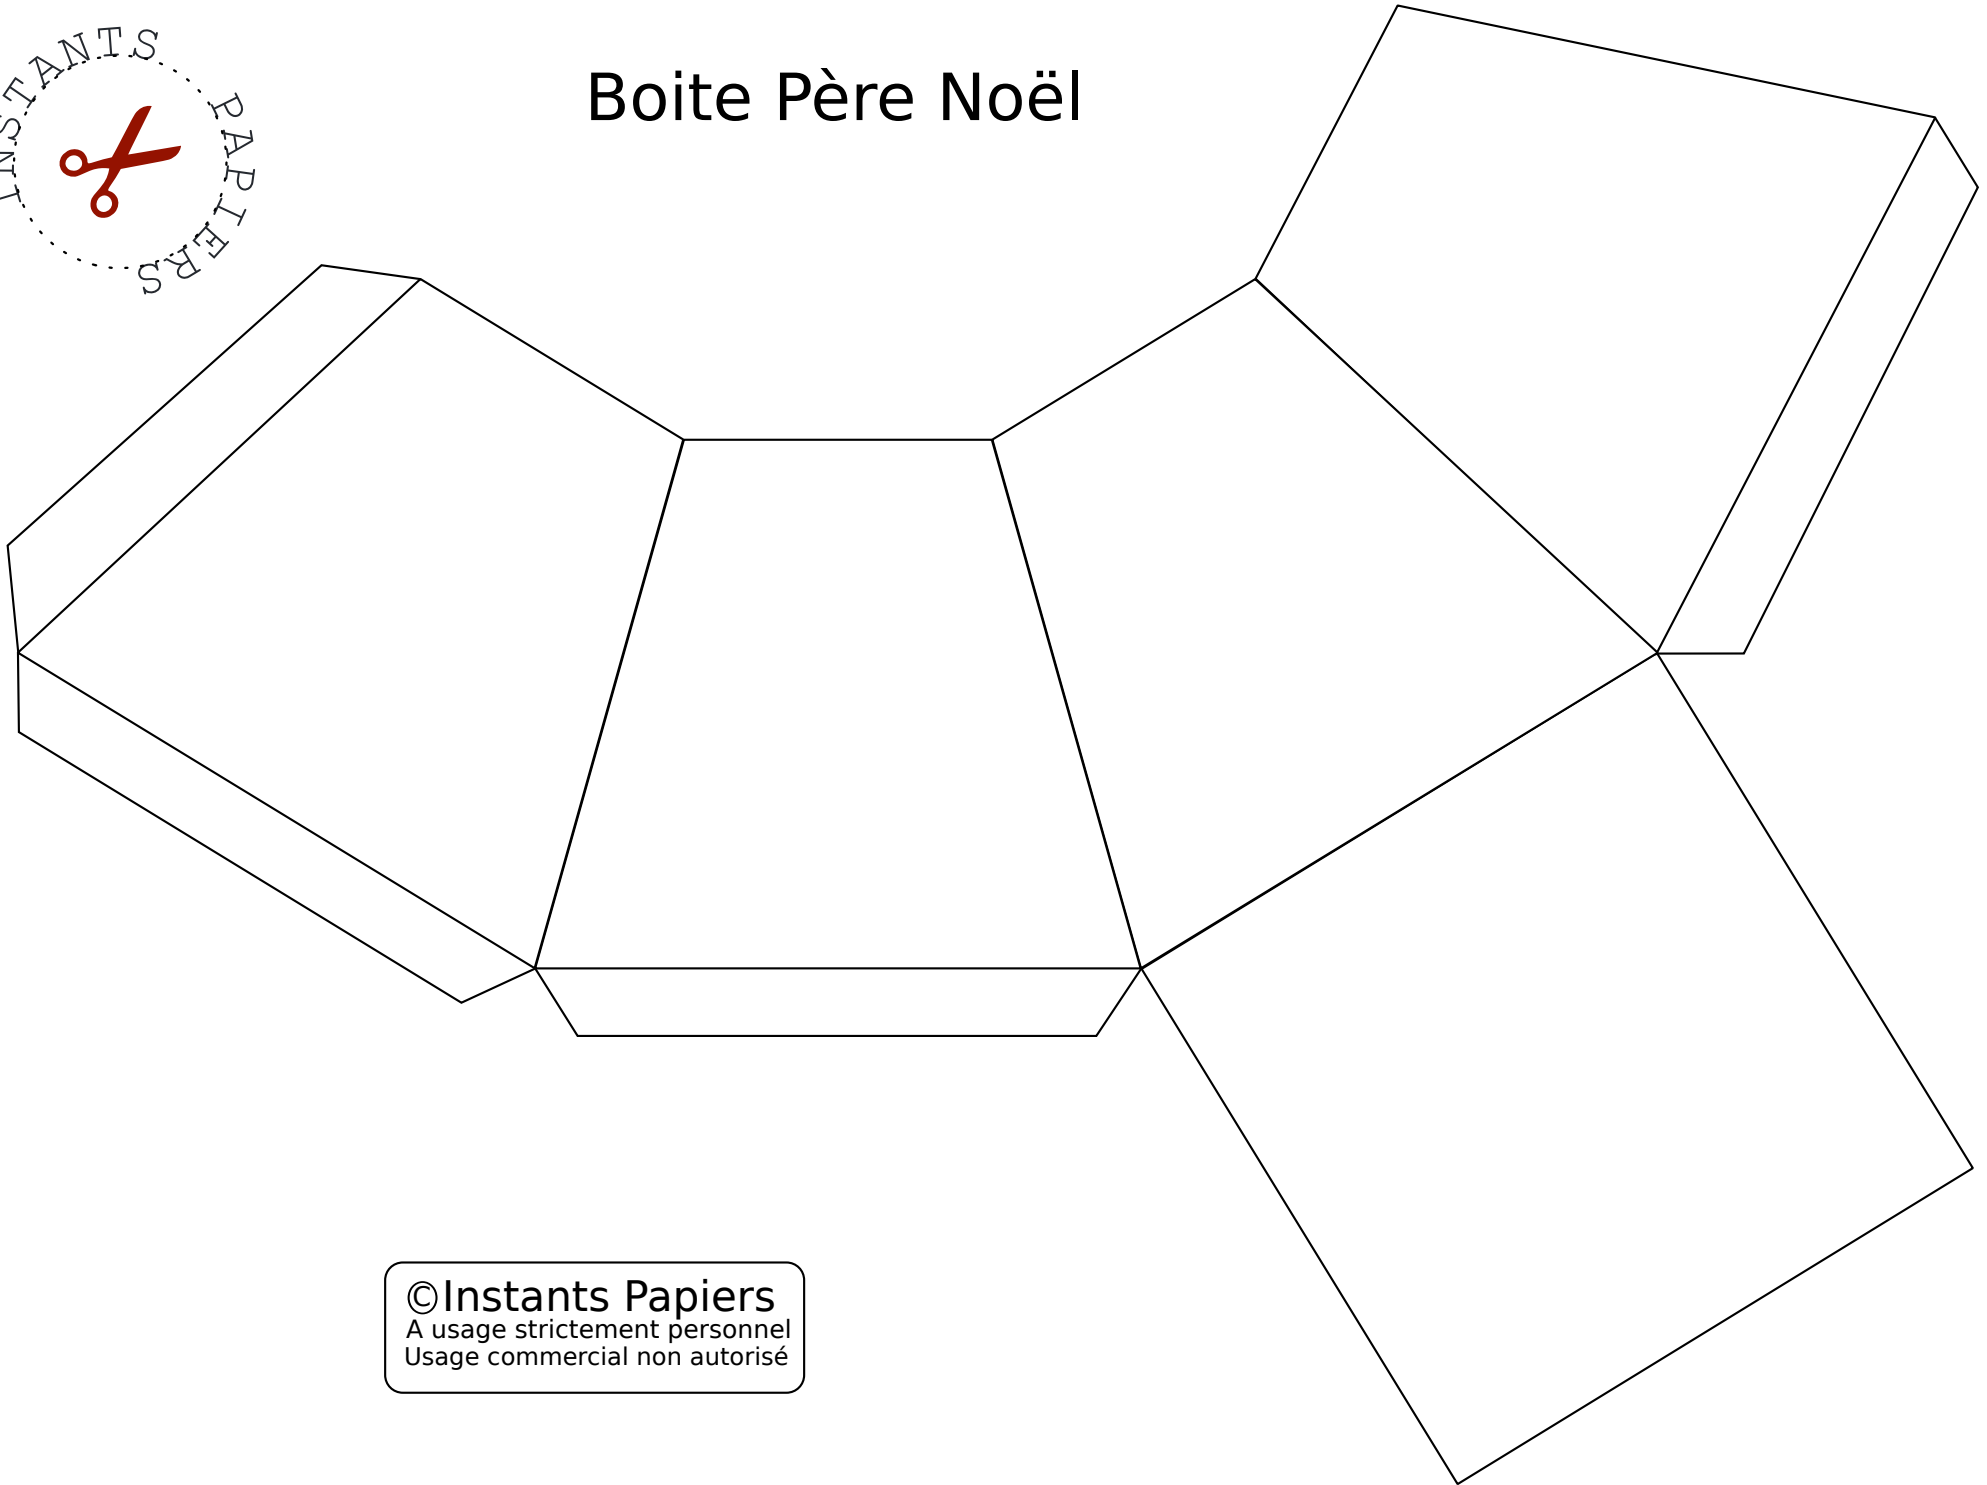 INSTANTS PAPIERS
Boite Père Noël
©Instants Papiers
A usage strictement personnel
Usage commercial non autorisé